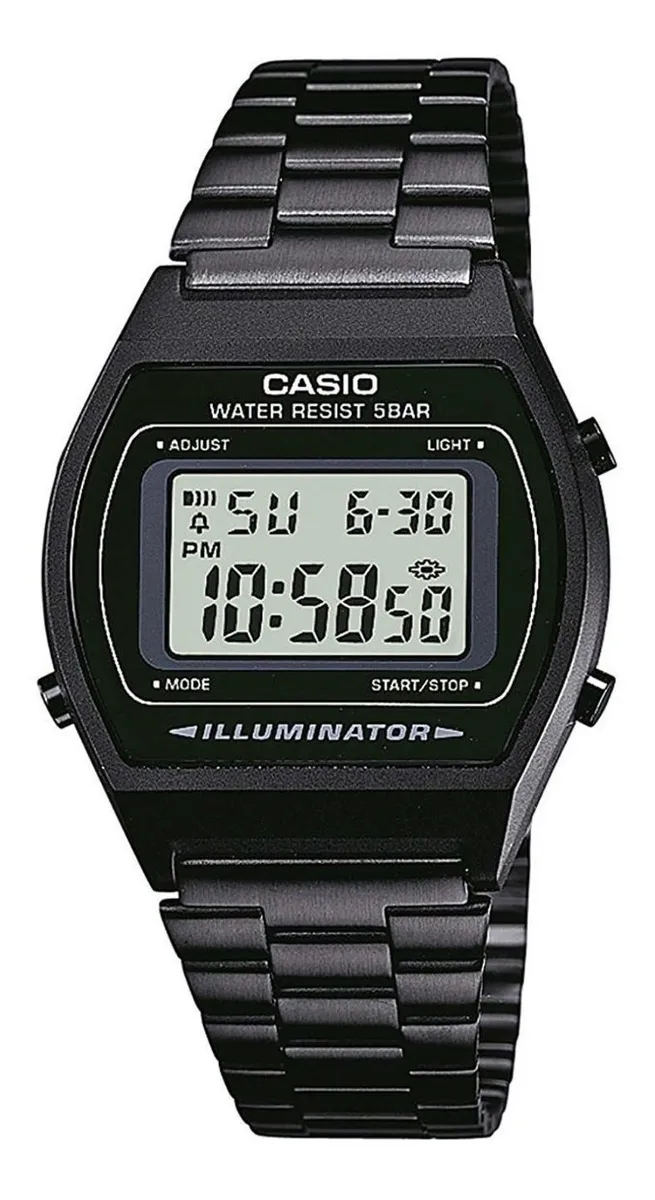 CASIO
WATER RESIST 5BAR
ADJUST LIGHT
SU 6-30
PM
10:58 50
MODE START/STOP
ILLUMINATOR